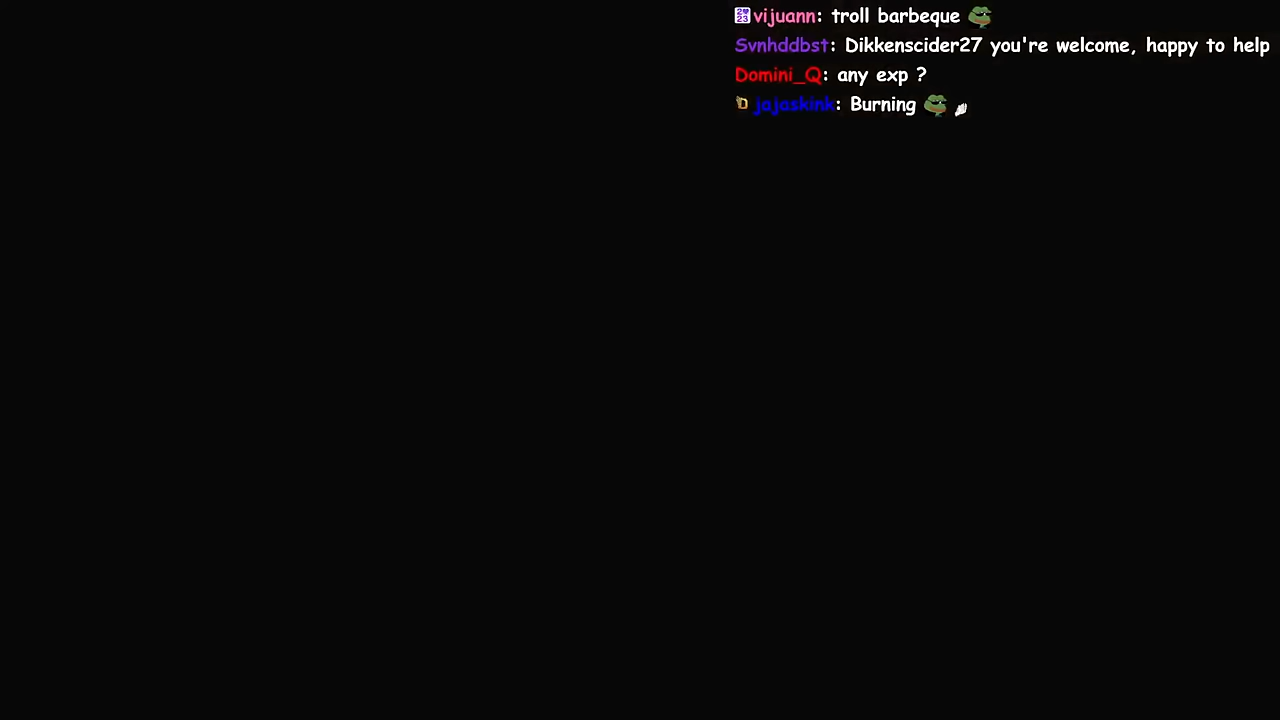 vijuann: troll barbeque
Svnhddbst: Dikkenscider27 you're welcome, happy to help
Domini_Q: any exp ?
jajaskink: Burning